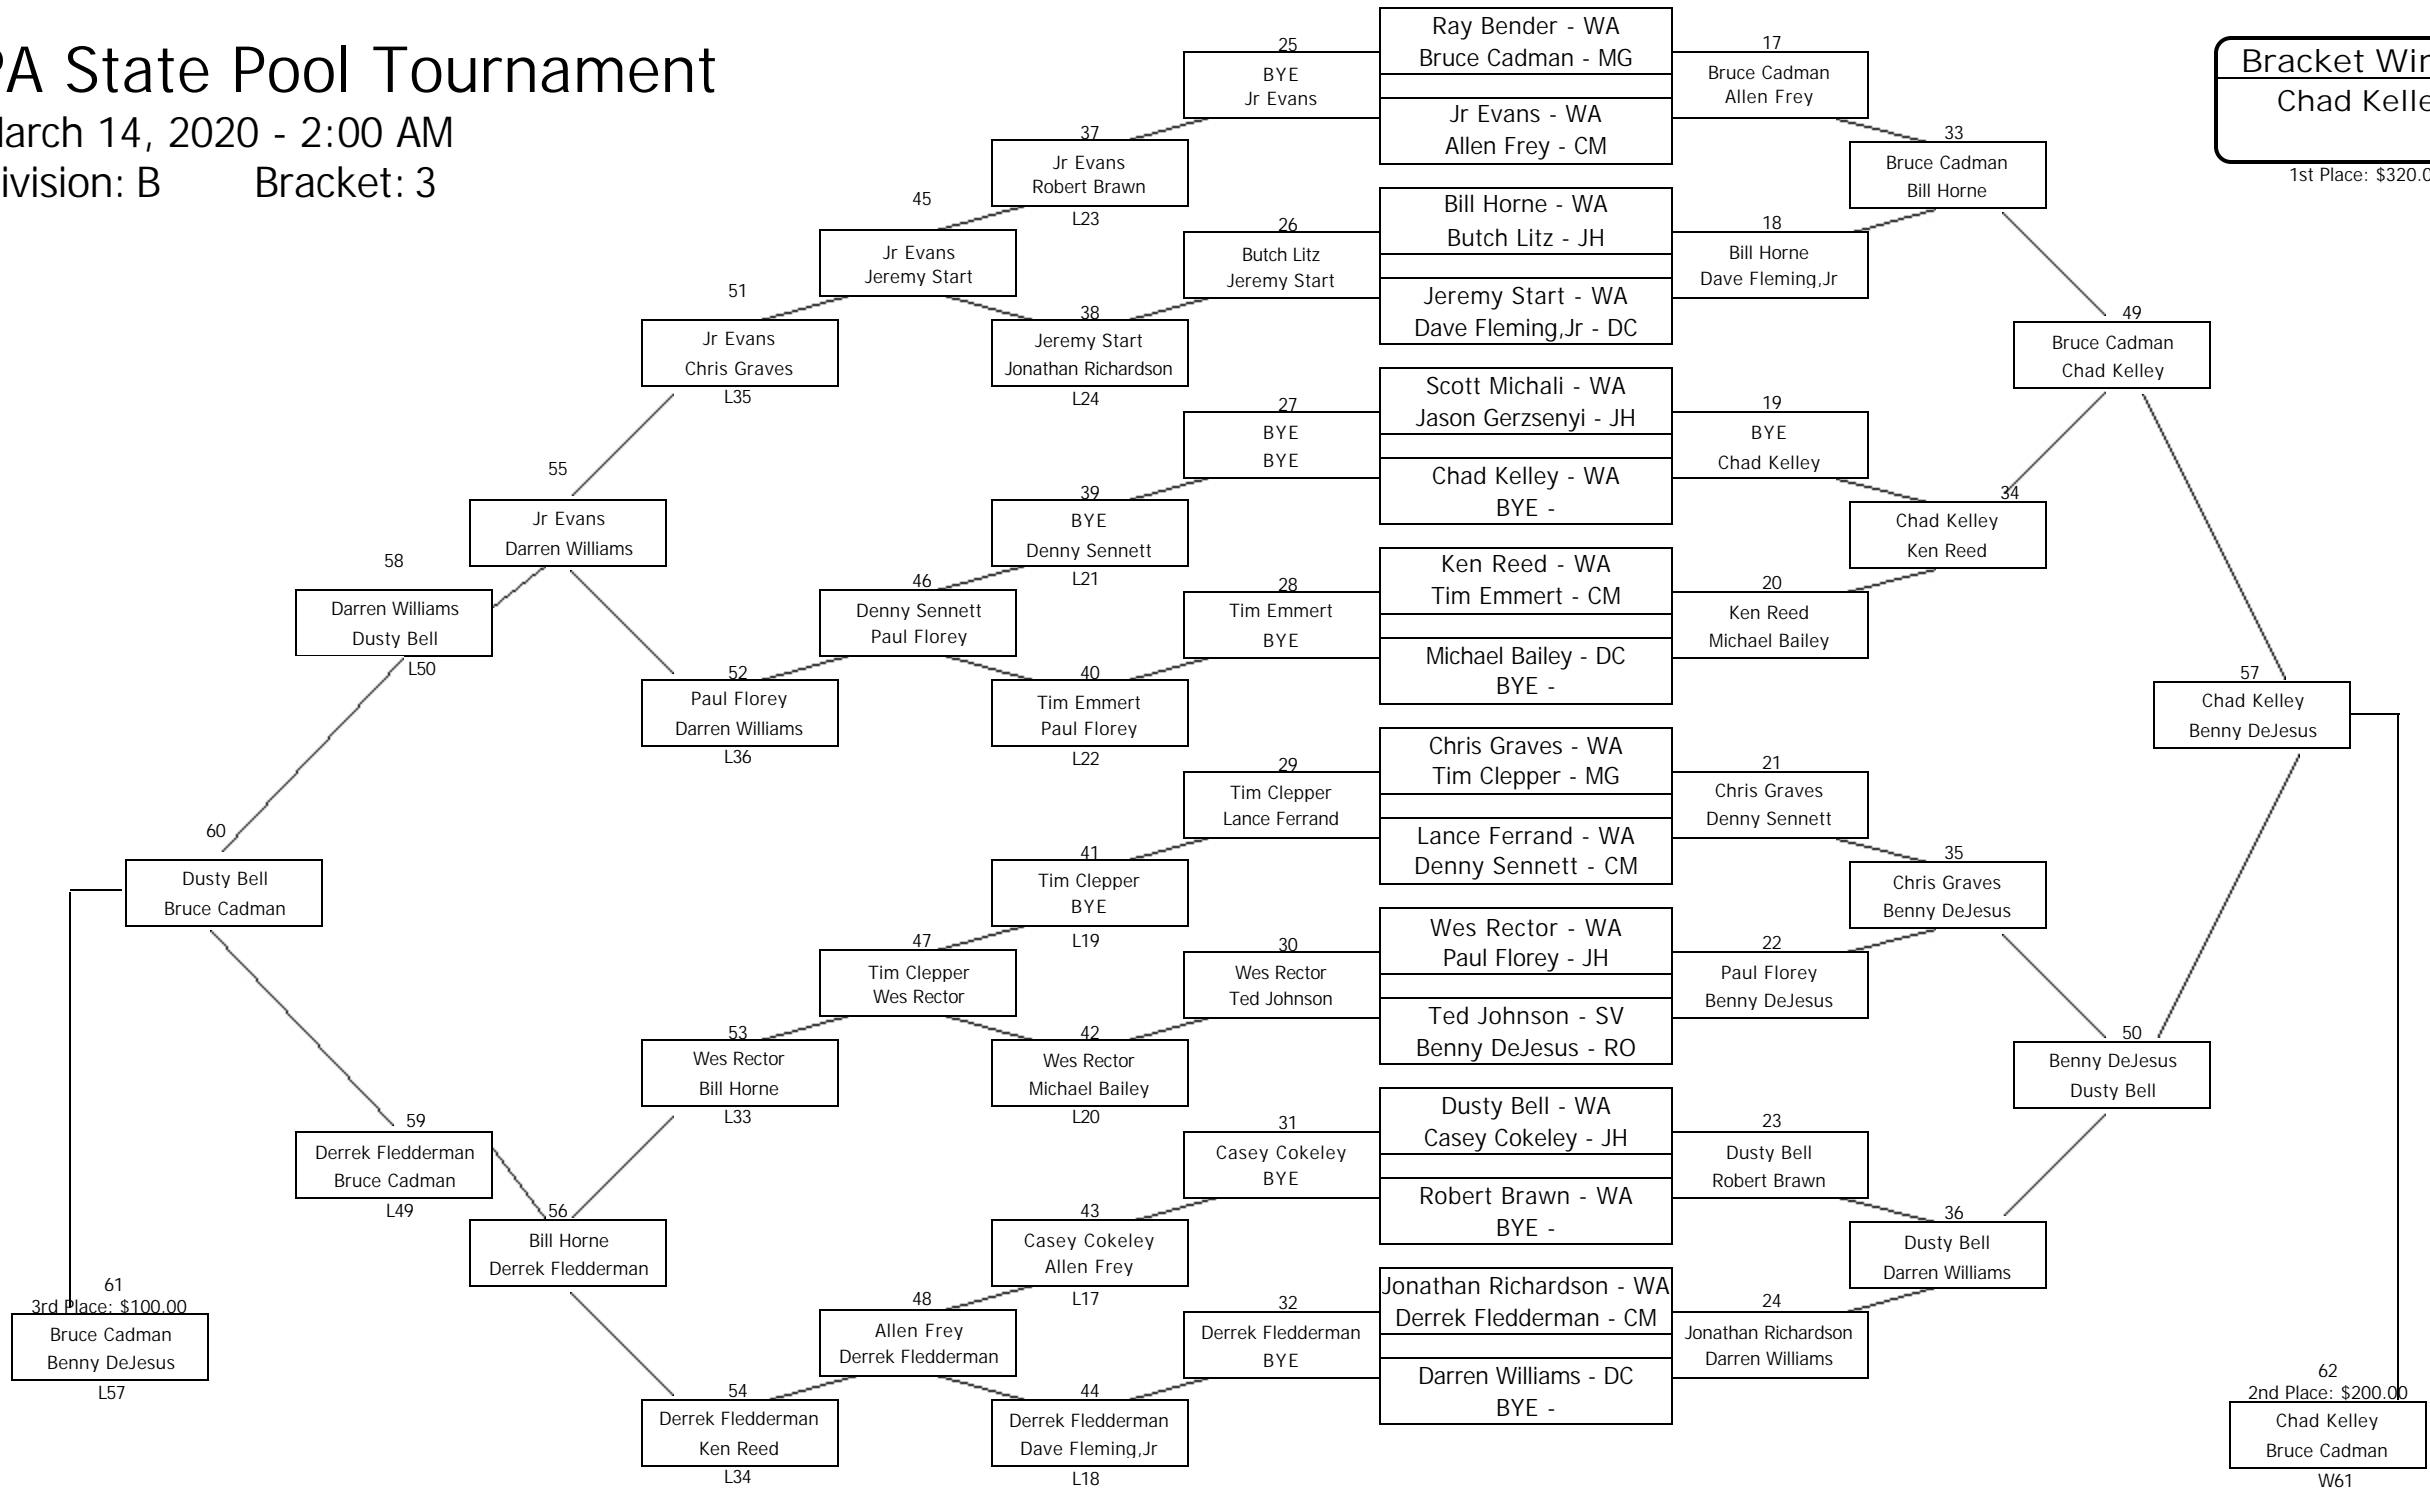 PA State Pool Tournament
March 14, 2020 - 2:00 AM
Division: B Bracket: 3
Bracket Win
Chad Kelle
1st Place: $320.0
Ray Bender - WA
Bruce Cadman - MG
Jr Evans - WA
Allen Frey - CM
Bill Horne - WA
Butch Litz - JH
Jeremy Start - WA
Dave Fleming,Jr - DC
Scott Michali - WA
Jason Gerzsenyi - JH
Chad Kelley - WA
BYE -
Ken Reed - WA
Tim Emmert - CM
Michael Bailey - DC
BYE -
Chris Graves - WA
Tim Clepper - MG
Lance Ferrand - WA
Denny Sennett - CM
Wes Rector - WA
Paul Florey - JH
Ted Johnson - SV
Benny DeJesus - RO
Dusty Bell - WA
Casey Cokeley - JH
Robert Brawn - WA
BYE -
Jonathan Richardson - WA
Derrek Fledderman - CM
Darren Williams - DC
BYE -
17
Bruce Cadman
Allen Frey
18
Bill Horne
Dave Fleming,Jr
19
BYE
Chad Kelley
20
Ken Reed
Michael Bailey
21
Chris Graves
Denny Sennett
22
Paul Florey
Benny DeJesus
23
Dusty Bell
Robert Brawn
24
Jonathan Richardson
Darren Williams
33
Bruce Cadman
Bill Horne
34
Chad Kelley
Ken Reed
35
Chris Graves
Benny DeJesus
36
Dusty Bell
Darren Williams
49
Bruce Cadman
Chad Kelley
50
Benny DeJesus
Dusty Bell
57
Chad Kelley
Benny DeJesus
62
2nd Place: $200.00
Chad Kelley
Bruce Cadman
W61
25
BYE
Jr Evans
26
Butch Litz
Jeremy Start
27
BYE
BYE
28
Tim Emmert
BYE
29
Tim Clepper
Lance Ferrand
30
Wes Rector
Ted Johnson
31
Casey Cokeley
BYE
32
Derrek Fledderman
BYE
37
Jr Evans
Robert Brawn
L23
38
Jeremy Start
Jonathan Richardson
L24
39
BYE
Denny Sennett
L21
40
Tim Emmert
Paul Florey
L22
41
Tim Clepper
BYE
L19
42
Wes Rector
Michael Bailey
L20
43
Casey Cokeley
Allen Frey
L17
44
Derrek Fledderman
Dave Fleming,Jr
L18
45
Jr Evans
Jeremy Start
46
Denny Sennett
Paul Florey
47
Tim Clepper
Wes Rector
48
Allen Frey
Derrek Fledderman
51
Jr Evans
Chris Graves
L35
52
Paul Florey
Darren Williams
L36
53
Wes Rector
Bill Horne
L33
54
Derrek Fledderman
Ken Reed
L34
55
Jr Evans
Darren Williams
56
Bill Horne
Derrek Fledderman
58
Darren Williams
Dusty Bell
L50
59
Derrek Fledderman
Bruce Cadman
L49
60
Dusty Bell
Bruce Cadman
61
3rd Place: $100.00
Bruce Cadman
Benny DeJesus
L57